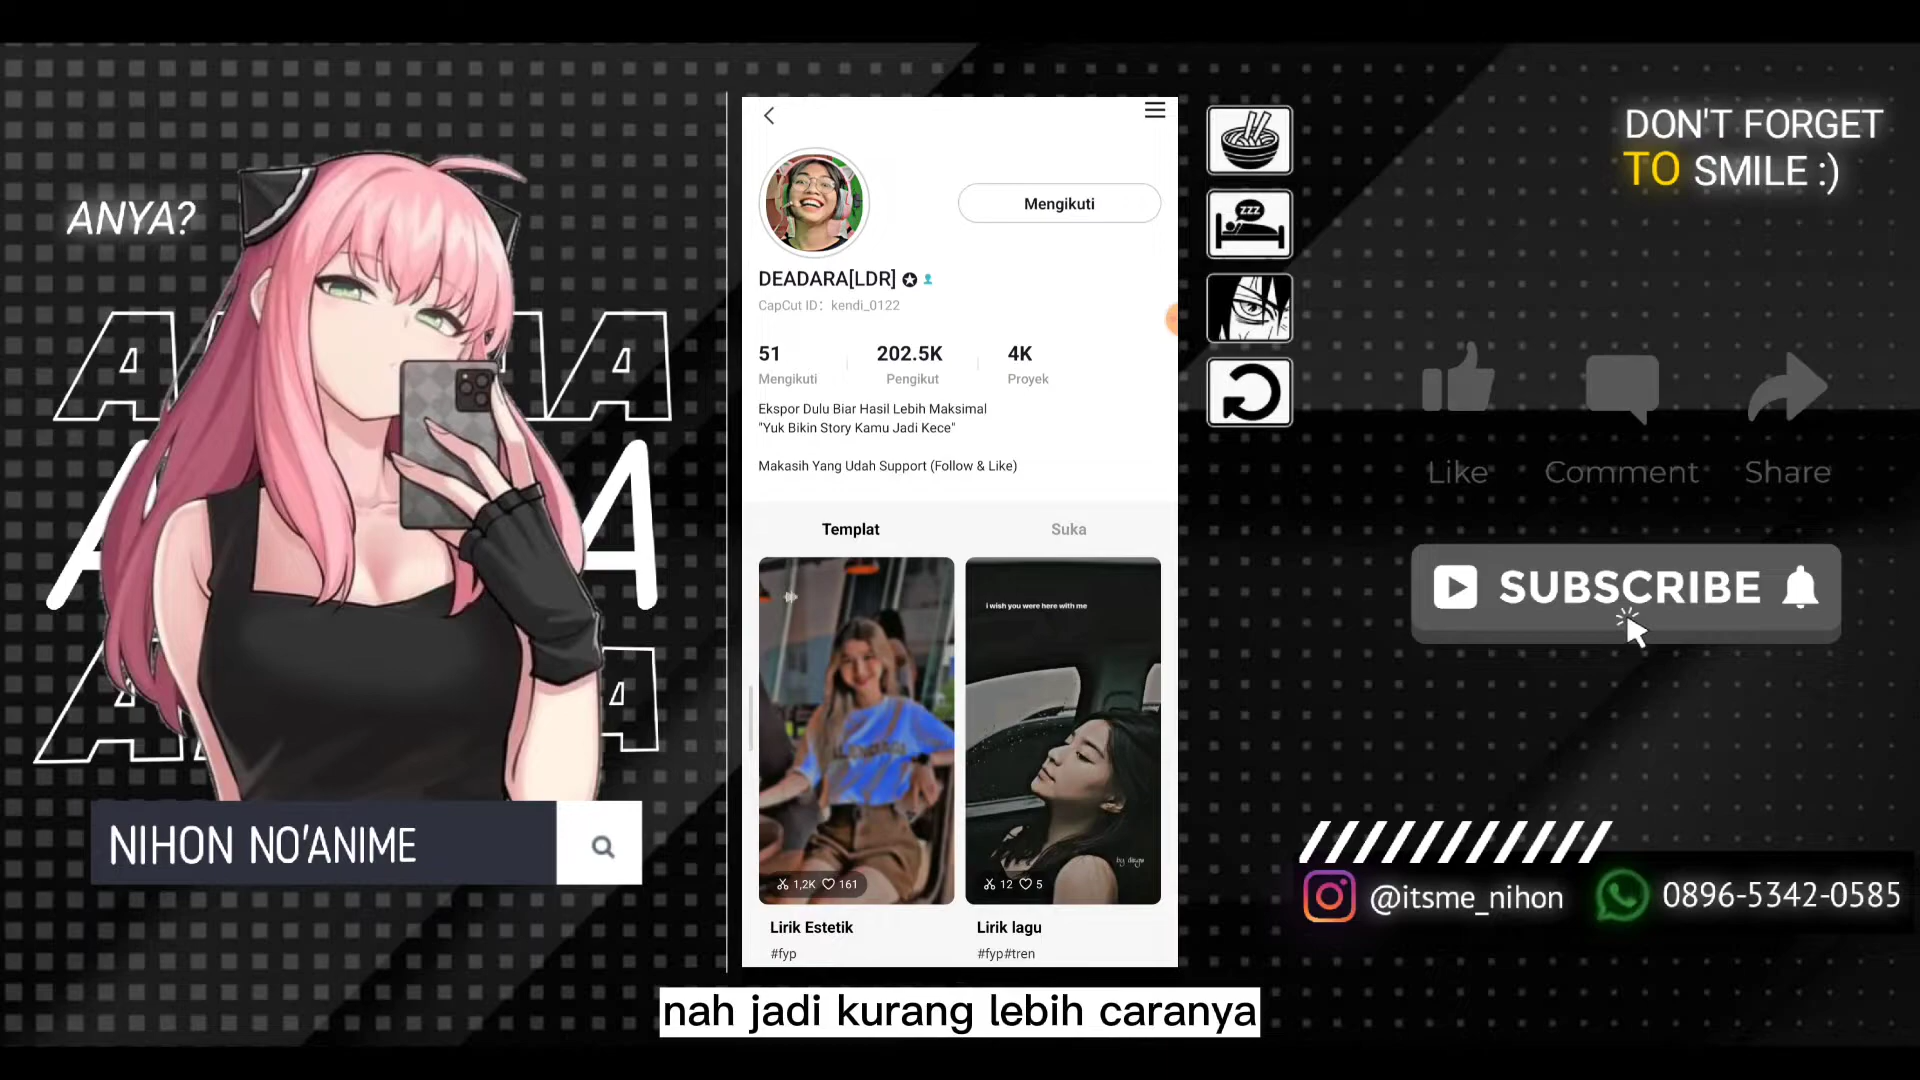 ANYA?
NIHON NO'ANIME
Mengikuti
DEADARA[LDR]
CapCut ID: kendi_0122
51 202.5K 4K
Mengikuti Pengikut Proyek
Ekspor Dulu Biar Hasil Lebih Maksimal
"Yuk Bikin Story Kamu Jadi Kece"
Makasih Yang Udah Support (Follow & Like)
Templat Suka
i wish you were here with me
1,2K 161
12 5
Lirik Estetik
#fyp
Lirik lagu
#fyp#tren
zzz
DON'T FORGET
TO SMILE :)
Like Comment Share
SUBSCRIBE
@itsme_nihon 0896-5342-0585
nah jadi kurang lebih caranya